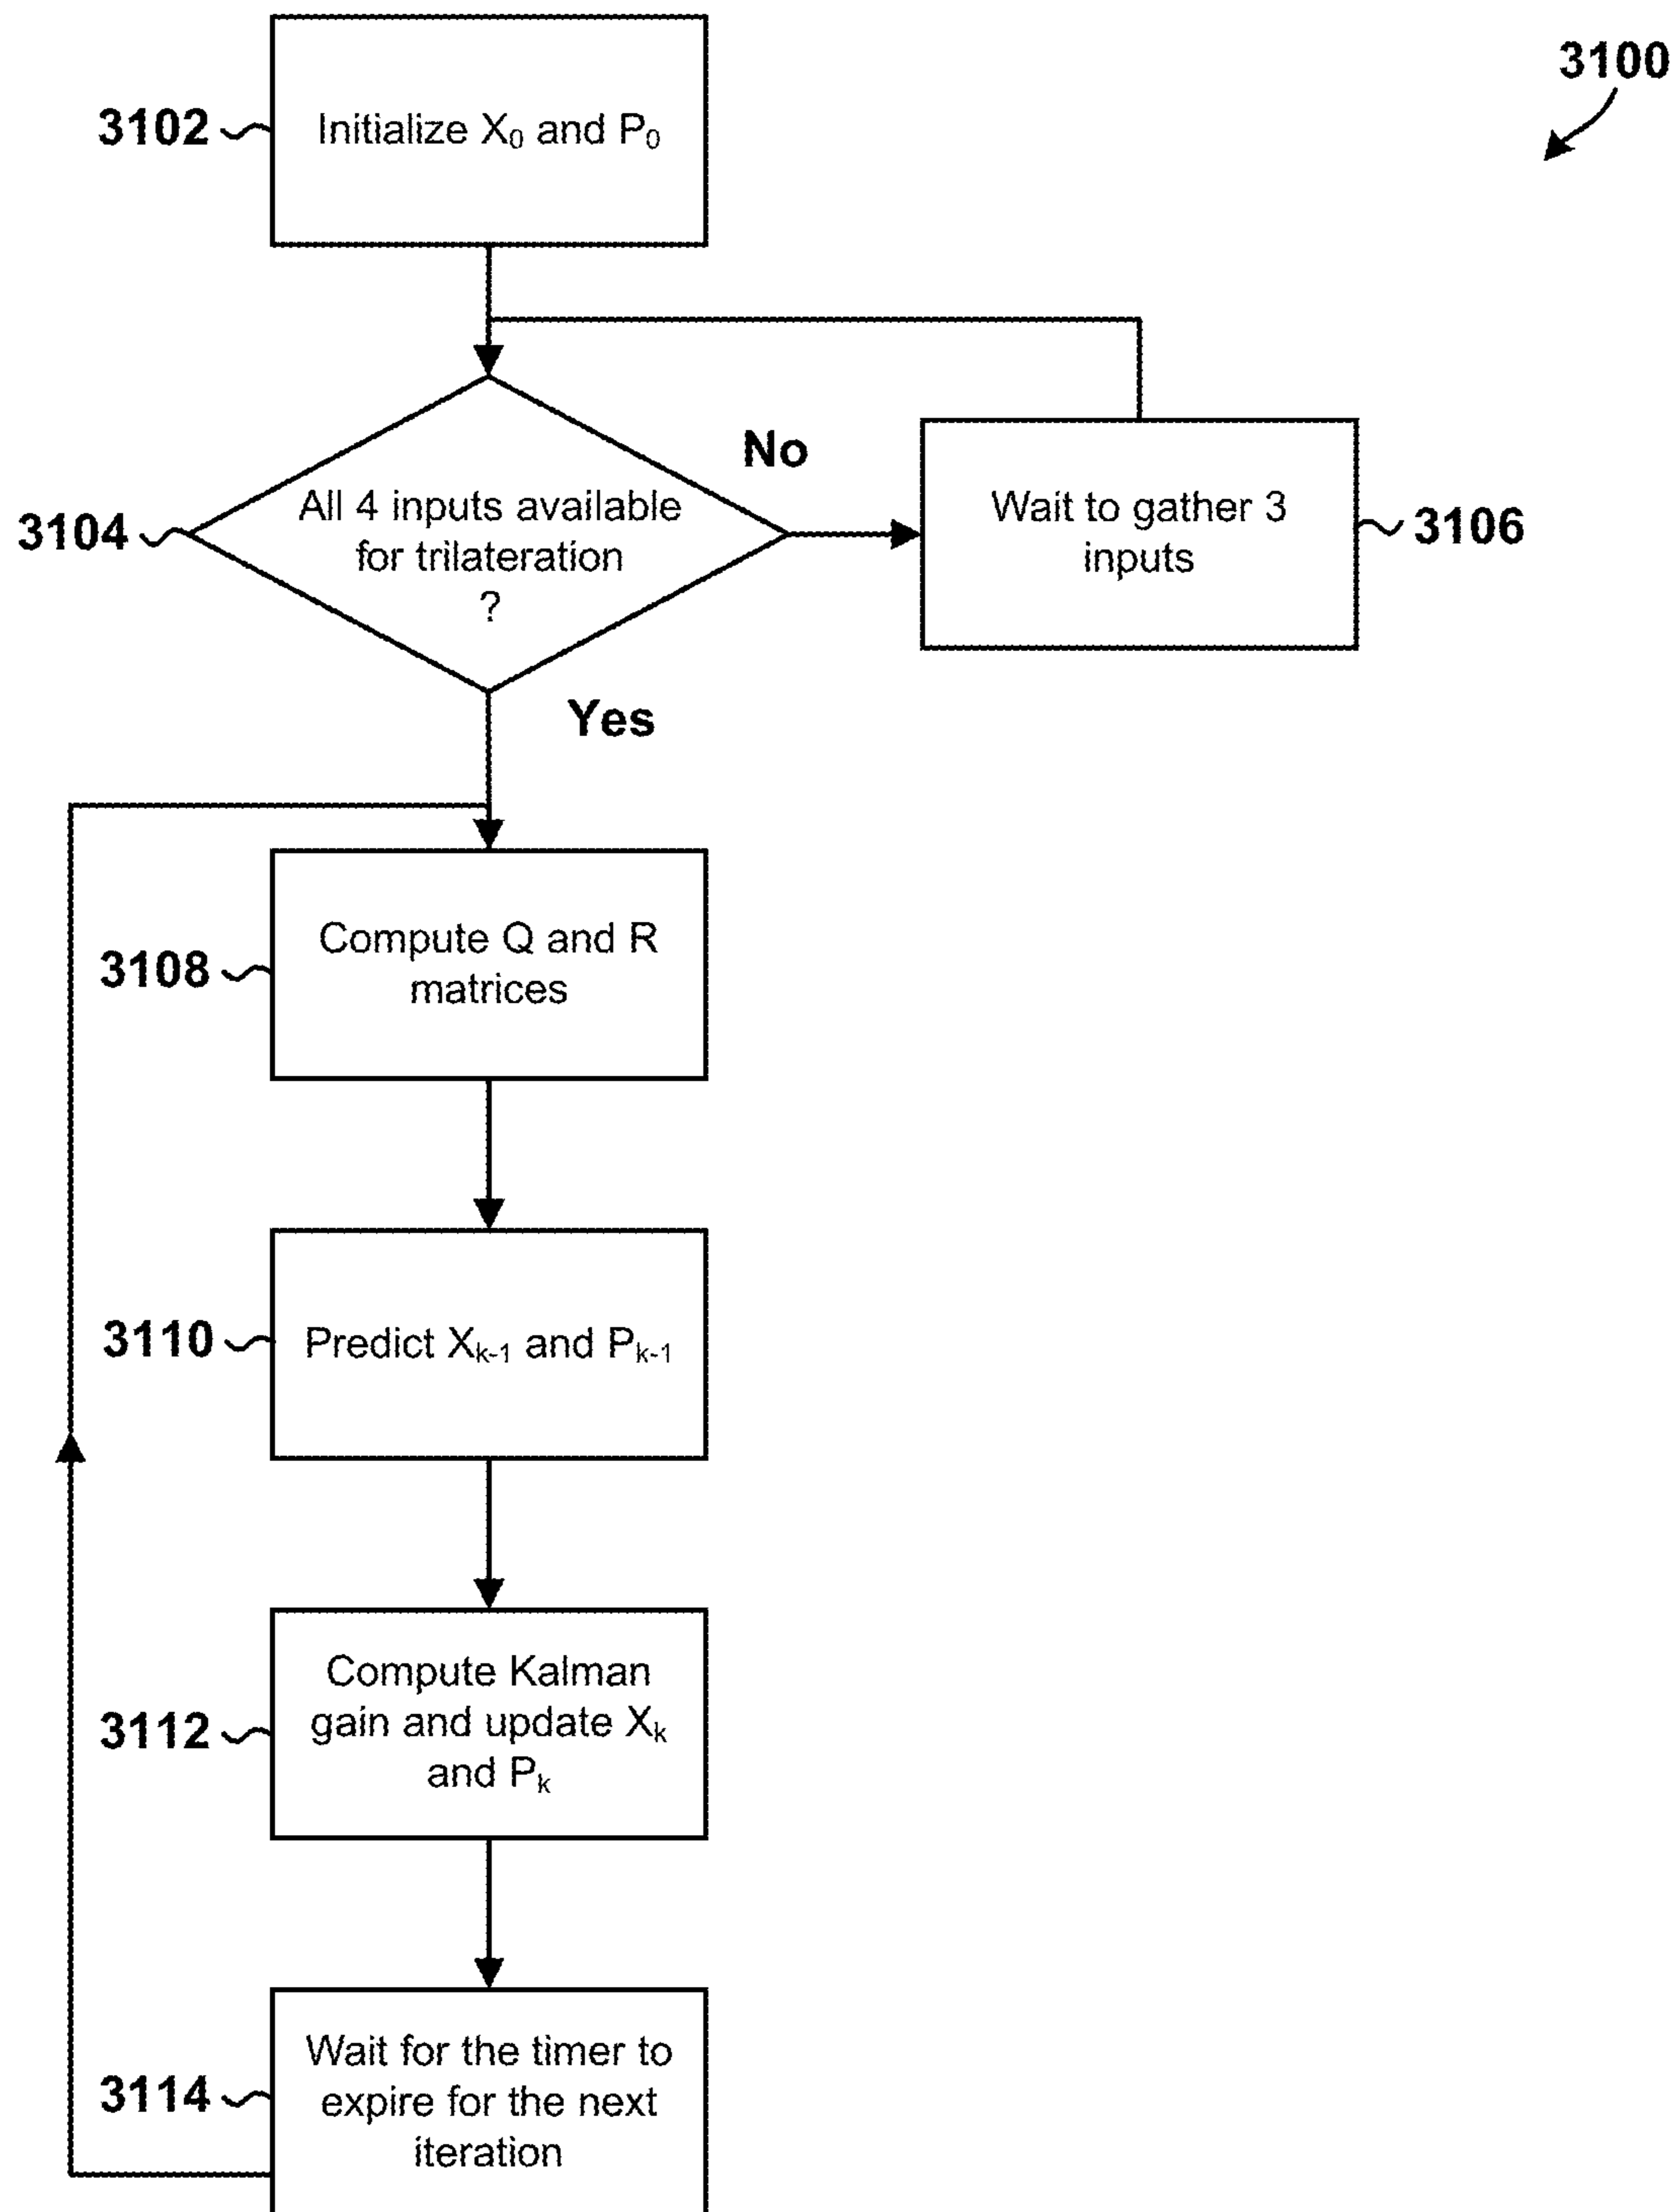 3100
3102
Initialize X₀ and P₀
No
3104
All 4 inputs available
for trilateration
?
Wait to gather 3
inputs
3106
Yes
3108
Compute Q and R
matrices
3110
Predict Xₖ₋₁ and Pₖ₋₁
3112
Compute Kalman
gain and update Xₖ
and Pₖ
3114
Wait for the timer to
expire for the next
iteration